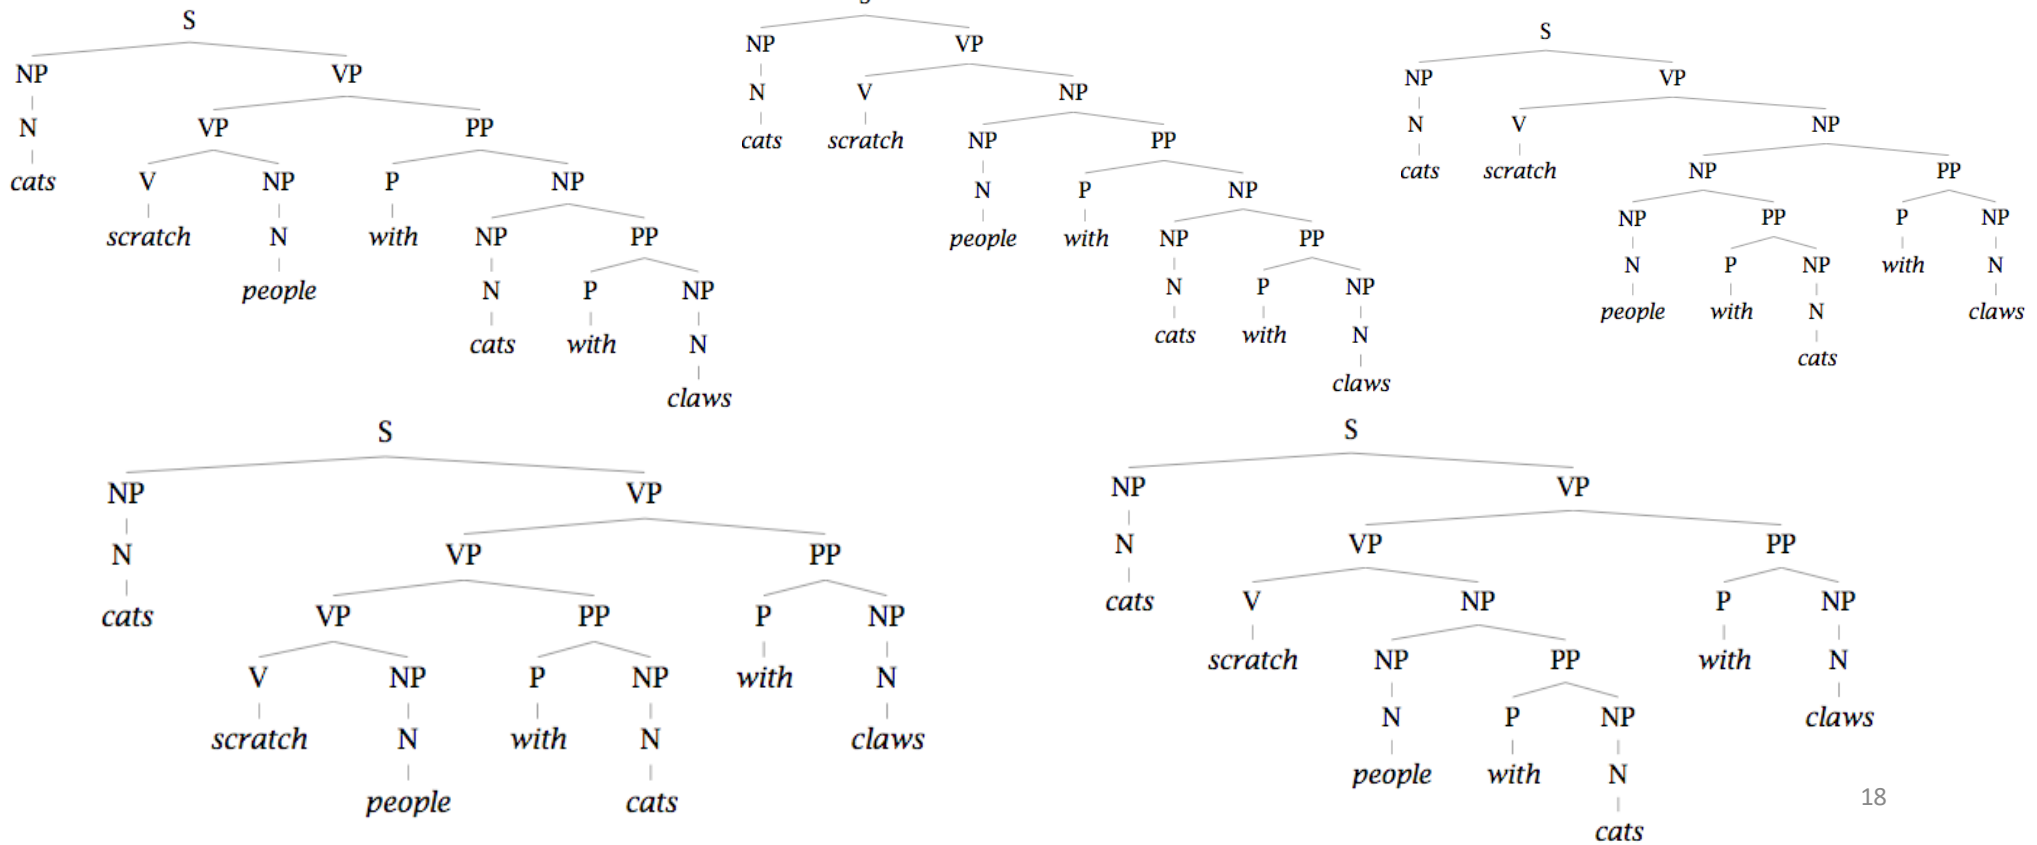 S
NP VP
N VP PP
cats V NP P NP
scratch N with NP PP
people N P NP
cats with N
claws
NP VP
N V NP
cats scratch NP PP
N P NP
people with NP PP
N P NP
cats with N
claws
S
NP VP
N V NP
cats scratch NP PP
NP PP P NP
N P NP with N
people with N claws
cats
S
NP VP
N VP PP
cats VP PP P NP
V NP P NP with N
scratch N with N claws
people cats
S
NP VP
N VP PP
cats V NP P NP
scratch NP PP with N
N P NP claws
people with N
cats
18